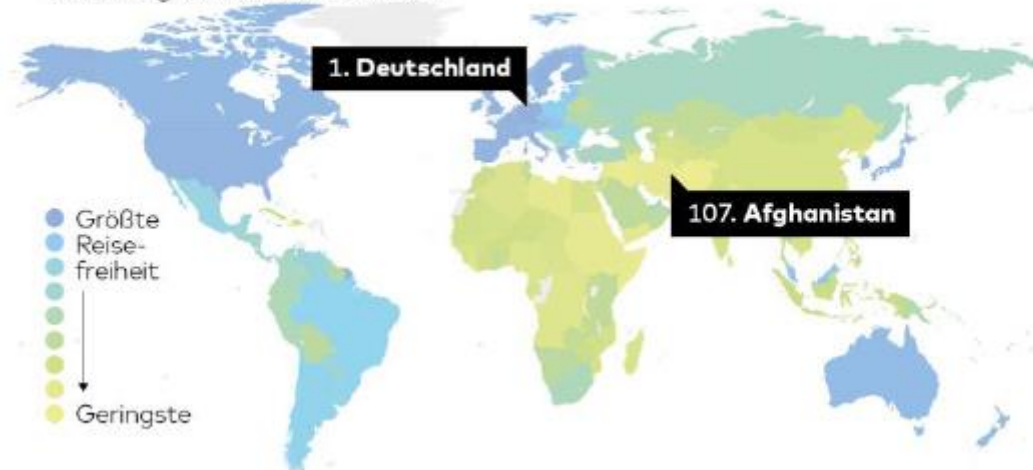 1. Deutschland
107. Afghanistan
Größte
Reise-
freiheit
Geringste